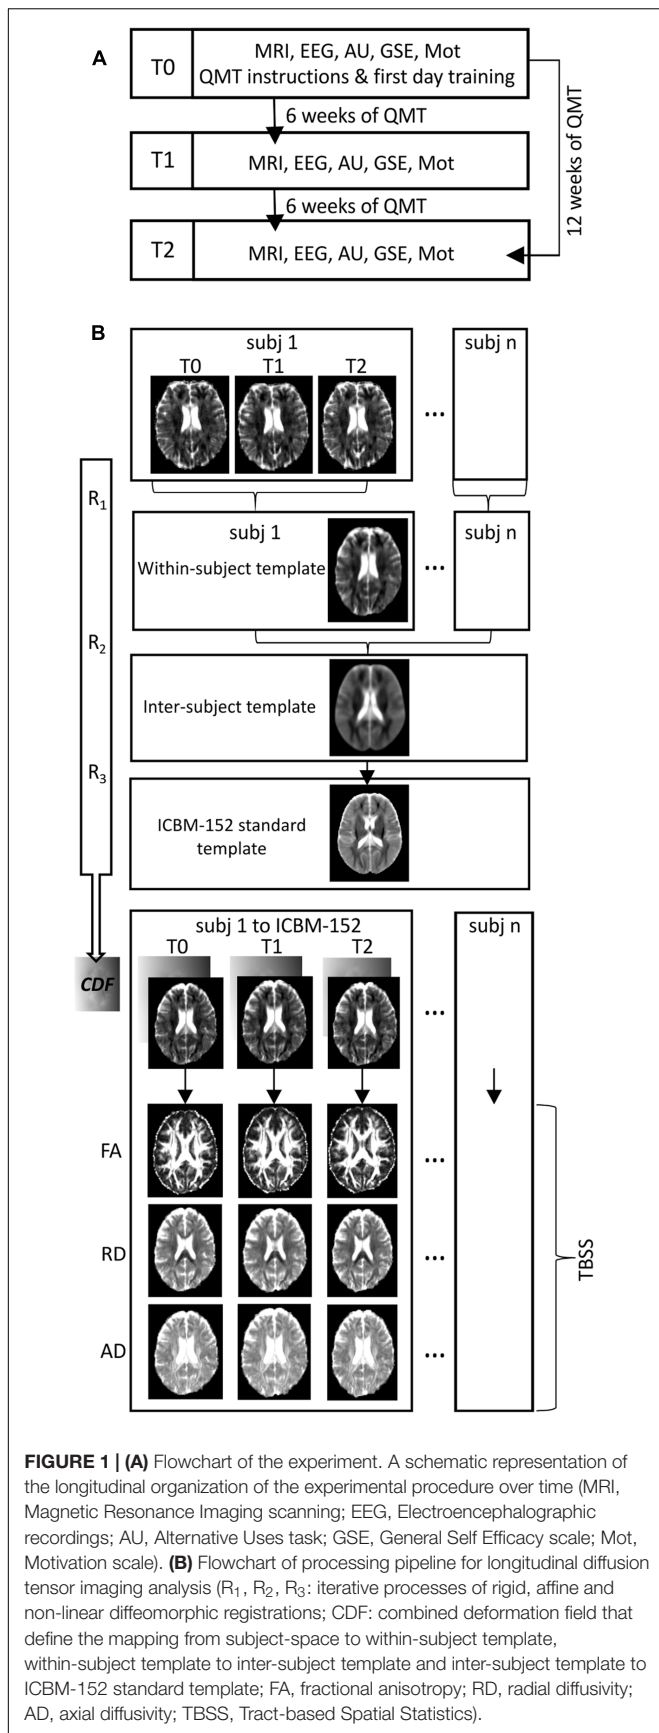 A
T0
MRI, EEG, AU, GSE, Mot
QMT instructions & first day training
6 weeks of QMT
12 weeks of QMT
T1
MRI, EEG, AU, GSE, Mot
6 weeks of QMT
T2
MRI, EEG, AU, GSE, Mot
B
subj 1
T0 T1 T2
...
subj n
R1
subj 1
Within-subject template
...
subj n
R2
Inter-subject template
R3
ICBM-152 standard
template
CDF
subj 1 to ICBM-152
T0 T1 T2
...
subj n
FA
...
RD
...
AD
...
TBSS
FIGURE 1 | (A) Flowchart of the experiment. A schematic representation of
the longitudinal organization of the experimental procedure over time (MRI,
Magnetic Resonance Imaging scanning; EEG, Electroencephalographic
recordings; AU, Alternative Uses task; GSE, General Self Efficacy scale; Mot,
Motivation scale). (B) Flowchart of processing pipeline for longitudinal diffusion
tensor imaging analysis (R1, R2, R3: iterative processes of rigid, affine and
non-linear diffeomorphic registrations; CDF: combined deformation field that
define the mapping from subject-space to within-subject template,
within-subject template to inter-subject template and inter-subject template to
ICBM-152 standard template; FA, fractional anisotropy; RD, radial diffusivity;
AD, axial diffusivity; TBSS, Tract-based Spatial Statistics).